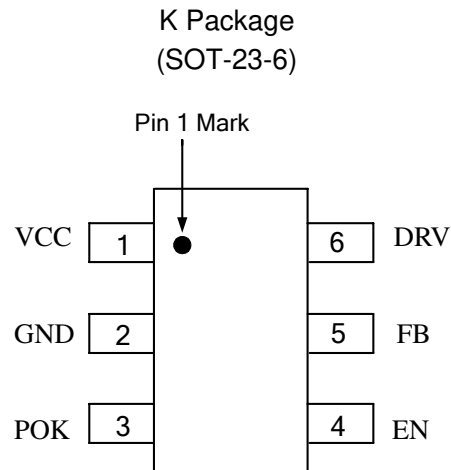 K Package
(SOT-23-6)
Pin 1 Mark
VCC 1 6 DRV
GND 2 5 FB
POK 3 4 EN